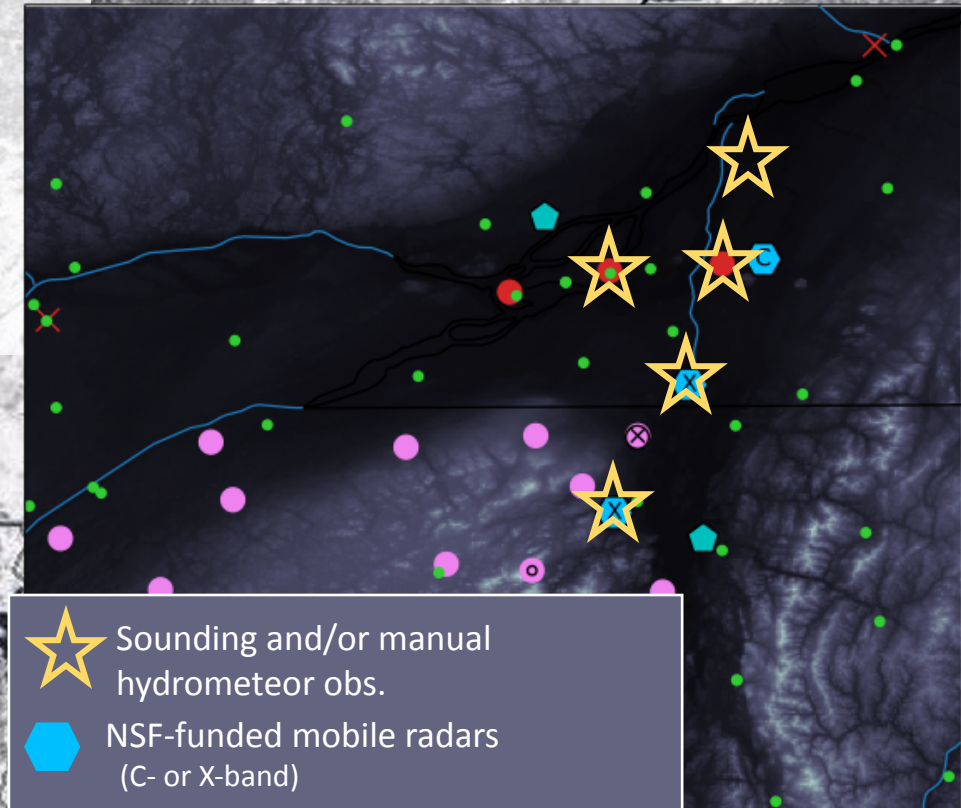 C
X
X
Sounding and/or manual
hydrometeor obs.
NSF-funded mobile radars
(C- or X-band)